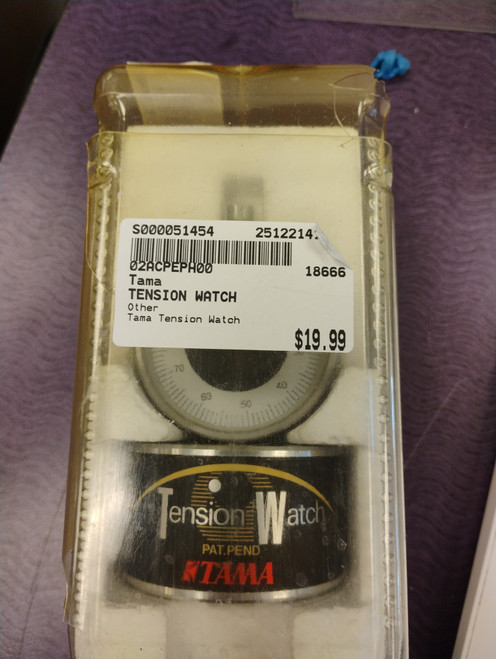 S000051454 25122141
02ACPEPH00 18666
Tama
TENSION WATCH
Other
Tama Tension Watch
$19.99
70 60 50 40
Tension Watch
PAT.PEND
TAMA